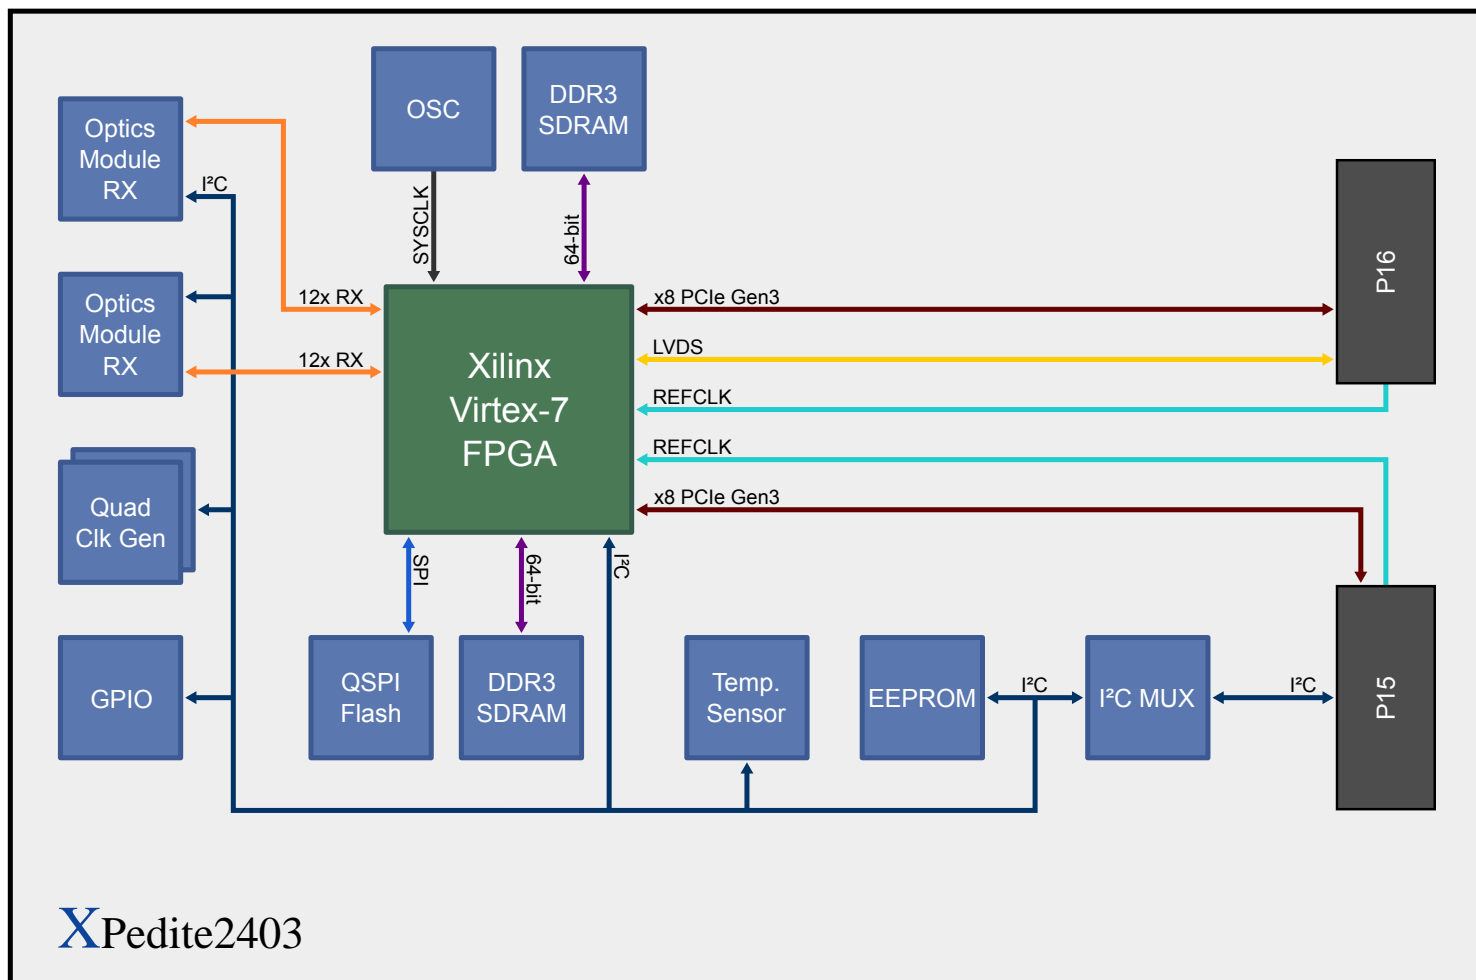 OSC
DDR3
SDRAM
Optics
Module
RX
I²C
SYSCLK
64-bit
P16
Optics
Module
RX
12x RX
12x RX
x8 PCIe Gen3
LVDS
REFCLK
REFCLK
x8 PCIe Gen3
Xilinx
Virtex-7
FPGA
Quad
Clk Gen
SPI
64-bit
I²C
GPIO
QSPI
Flash
DDR3
SDRAM
Temp.
Sensor
EEPROM
I²C
I²C MUX
I²C
P15
XPedite2403